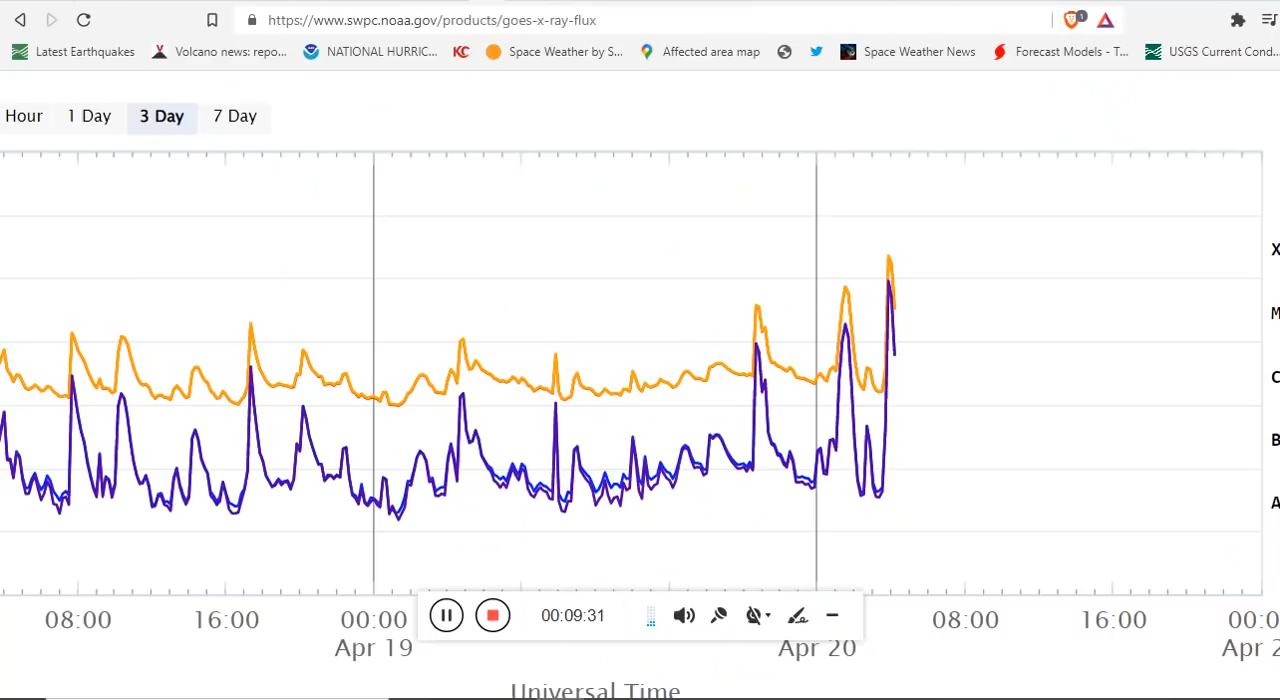 https://www.swpc.noaa.gov/products/goes-x-ray-flux
1
Latest Earthquakes
Volcano news: repo...
NATIONAL HURRIC...
KC
Space Weather by S...
Affected area map
Space Weather News
Forecast Models - T...
USGS Current Cond...
Hour
1 Day
3 Day
7 Day
X
M
C
B
A
08:00
16:00
00:00
Apr 19
00:09:31
Apr 20
08:00
16:00
00:0
Apr 2
Universal Time